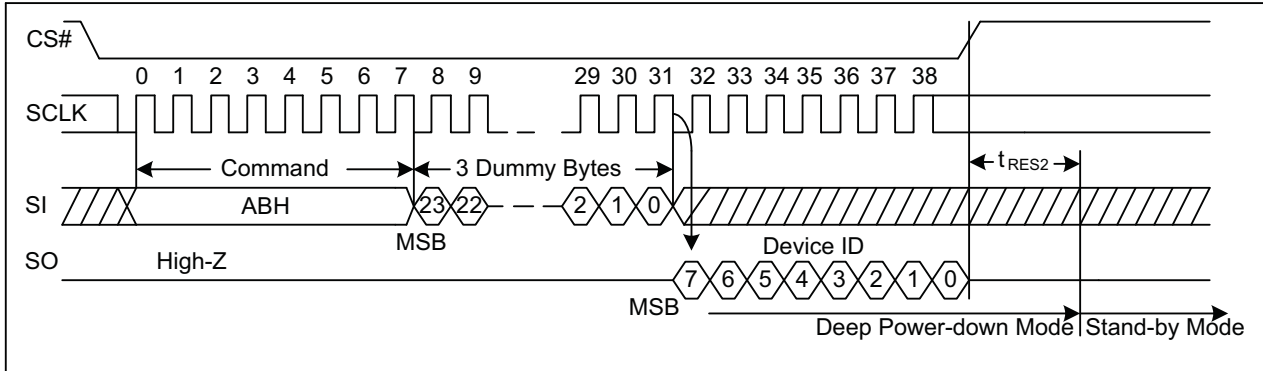 CS#
0 1 2 3 4 5 6 7 8 9 29 30 31 32 33 34 35 36 37 38
SCLK
Command 3 Dummy Bytes tRES2
SI ABH 23 22 2 1 0
MSB
SO High-Z Device ID
7 6 5 4 3 2 1 0
MSB
Deep Power-down Mode Stand-by Mode